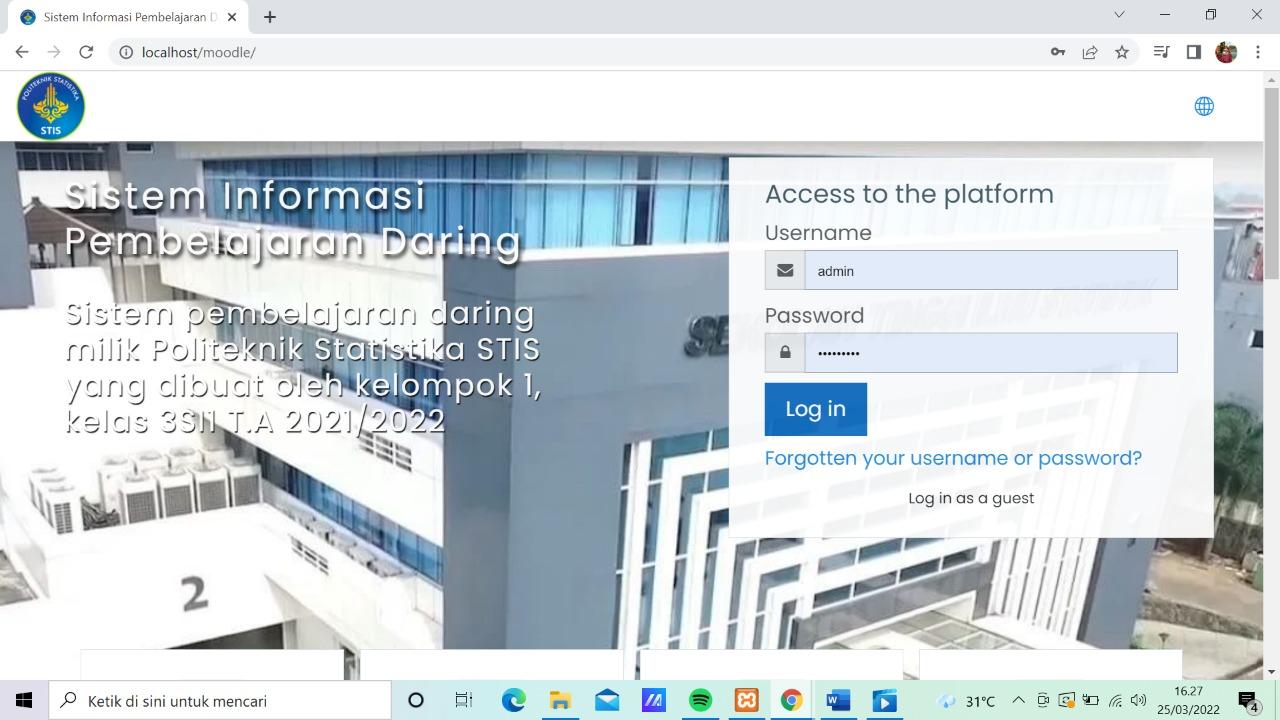 Sistem Informasi Pembelajaran D
localhost/moodle/
POLITEKNIK STATISTIKA
STIS
Sistem Informasi
Pembelajaran Daring
Sistem pembelajaran daring
milik Politeknik Statistika STIS
yang dibuat oleh kelompok 1,
kelas 3SI1 T.A 2021/2022
2
Access to the platform
Username
admin
Password
•••••••••
Log in
Forgotten your username or password?
Log in as a guest
Ketik di sini untuk mencari
31°C
16.27
25/03/2022
4